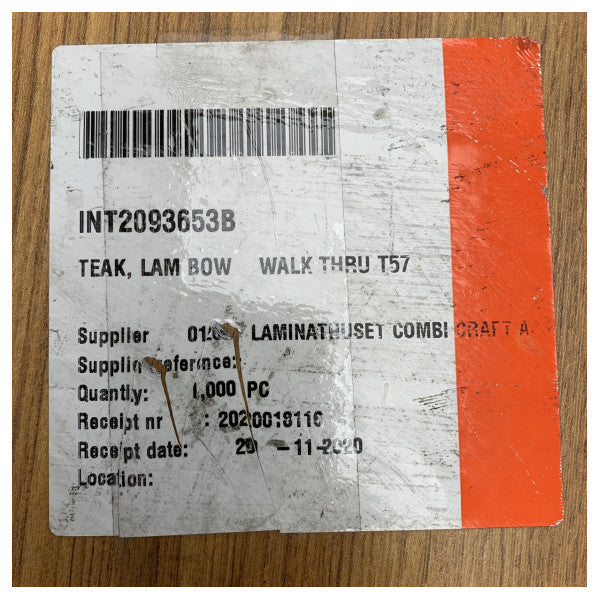 INT2093653B
TEAK, LAM BOW WALK THRU T57
Supplier LAMINATHUSET COMBI CRAFT A
Quantity: 1,000 PC
Receipt nr : 2020018116
Receipt date: -11-2020
Location: